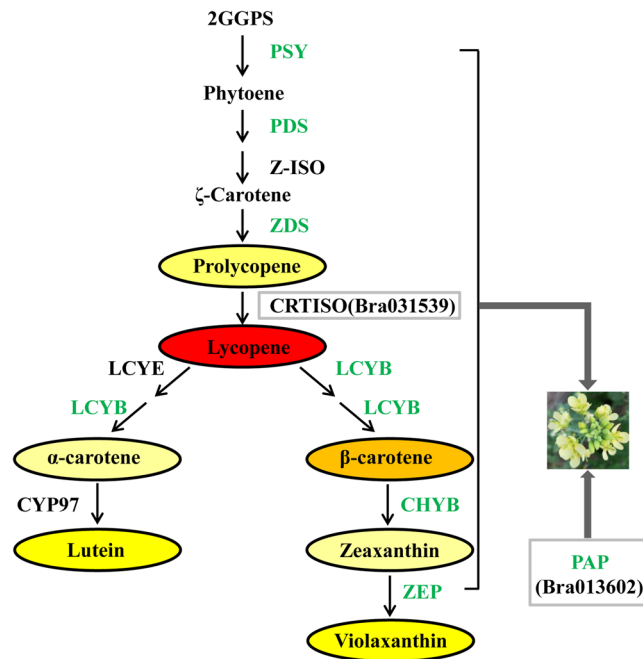 2GGPS
PSY
Phytoene
PDS
Z-ISO
ζ-Carotene
ZDS
Prolycopene
CRTISO(Bra031539)
Lycopene
LCYE
LCYB
LCYB
LCYB
α-carotene
β-carotene
CYP97
CHYB
Lutein
Zeaxanthin
PAP
(Bra013602)
ZEP
Violaxanthin